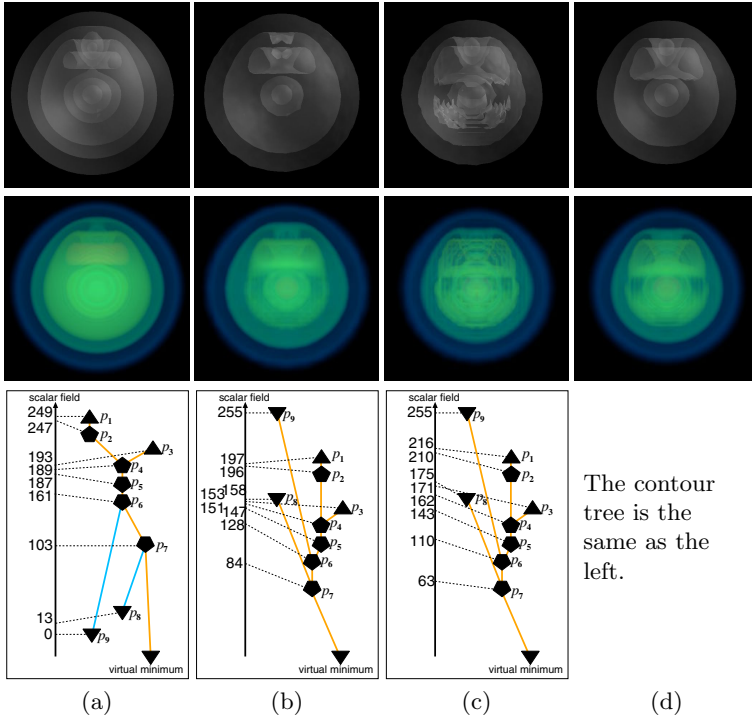 scalar field
249
247
193
189
187
161
103
13
0
p1
p2
p3
p4
p5
p6
p7
p8
p9
virtual minimum
scalar field
255
197
196
158
153
151
147
128
84
p9
p1
p2
p8
p3
p4
p5
p6
p7
virtual minimum
scalar field
255
216
210
175
171
162
143
110
63
p9
p1
p2
p8
p3
p4
p5
p6
p7
virtual minimum
The contour
tree is the
same as the
left.
(a) (b) (c) (d)